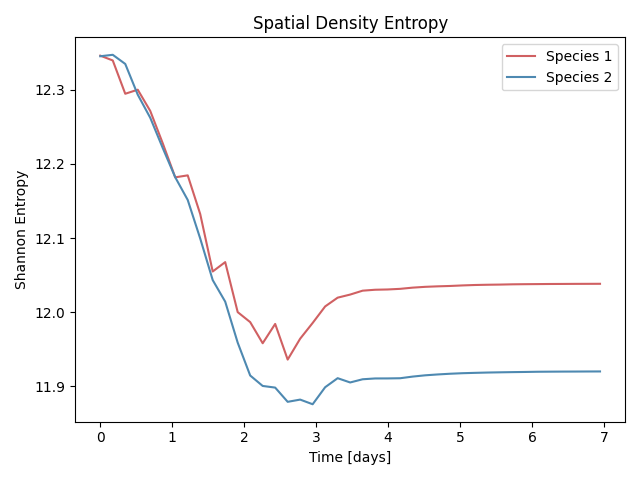 Spatial Density Entropy
Species 1
Species 2
Shannon Entropy
12.3
12.2
12.1
12.0
11.9
0 1 2 3 4 5 6 7
Time [days]